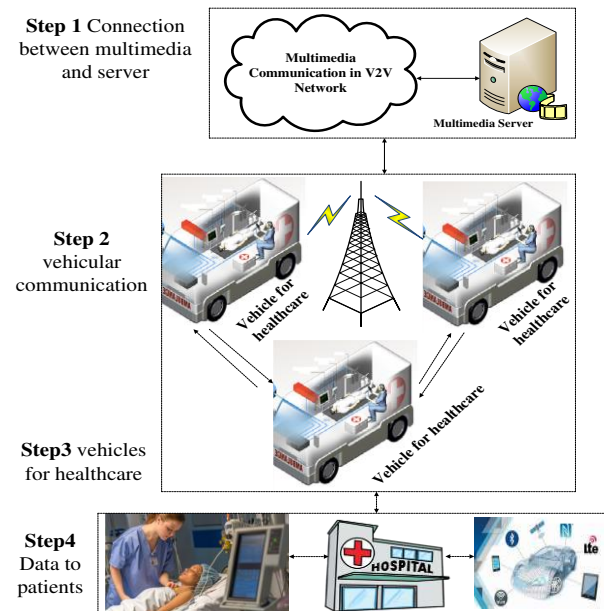 Step 1 Connection
between multimedia
and server
Multimedia
Communication in V2V
Network
Multimedia Server
Step 2
vehicular
communication
Vehicle for
healthcare
Vehicle for
healthcare
Vehicle for healthcare
Step3 vehicles
for healthcare
Step4
Data to
patients
HOSPITAL
LTE